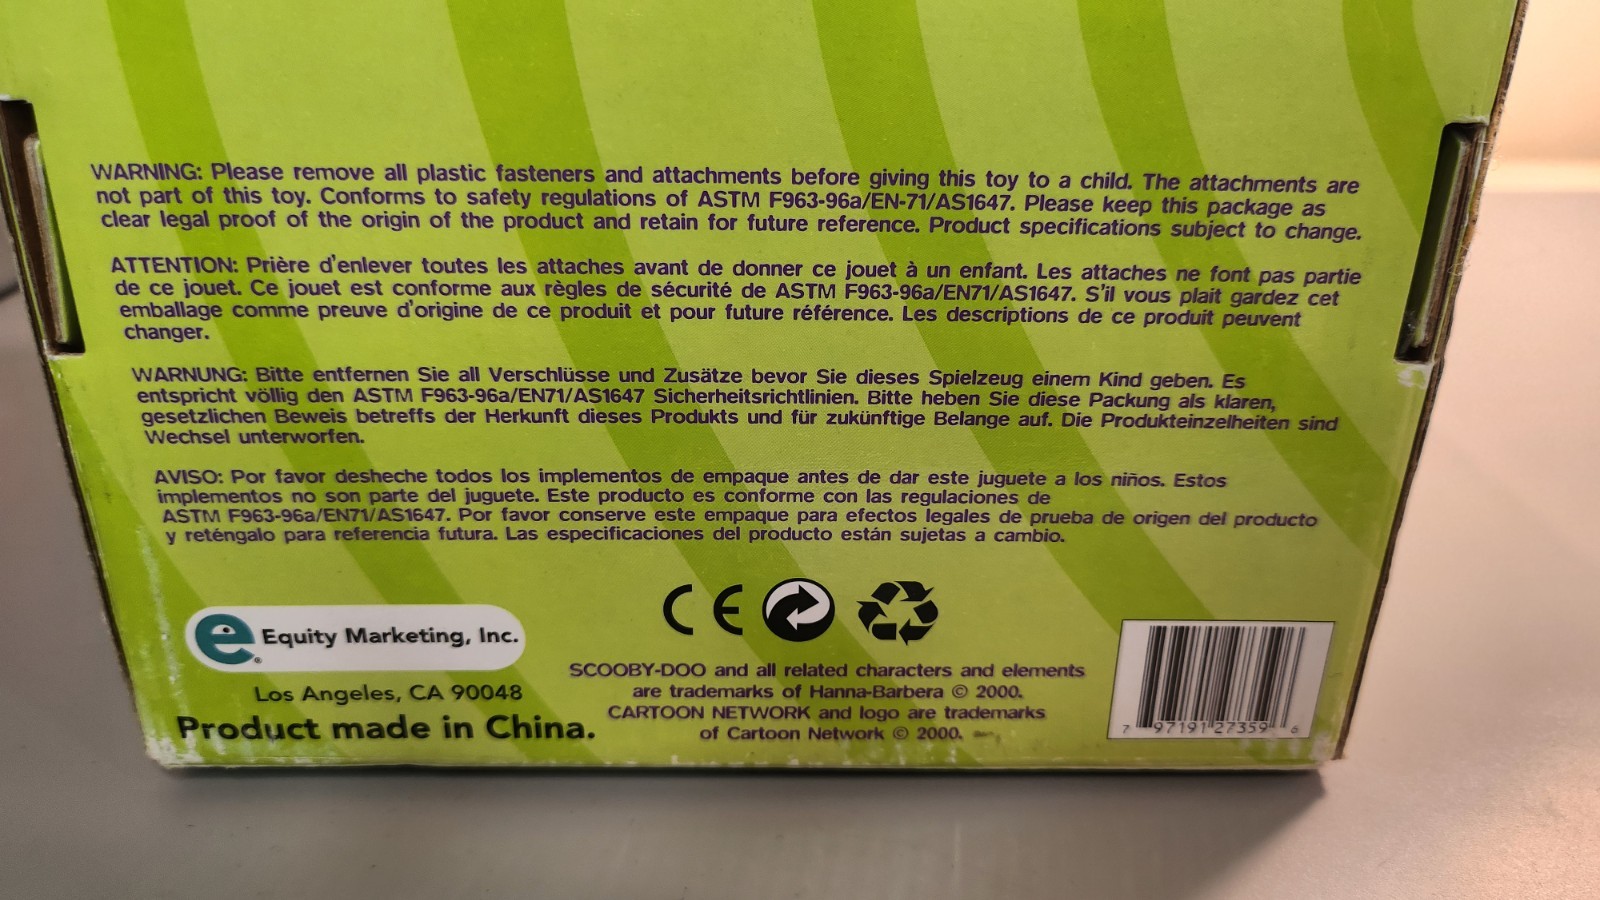 WARNING: Please remove all plastic fasteners and attachments before giving this toy to a child. The attachments are
not part of this toy. Conforms to safety regulations of ASTM F963-96a/EN-71/AS1647. Please keep this package as
clear legal proof of the origin of the product and retain for future reference. Product specifications subject to change.
ATTENTION: Prière d'enlever toutes les attaches avant de donner ce jouet à un enfant. Les attaches ne font pas partie
de ce jouet. Ce jouet est conforme aux règles de sécurité de ASTM F963-96a/EN71/AS1647. S'il vous plait gardez cet
emballage comme preuve d'origine de ce produit et pour future référence. Les descriptions de ce produit peuvent
changer.
WARNUNG: Bitte entfernen Sie all Verschlüsse und Zusätze bevor Sie dieses Spielzeug einem Kind geben. Es
entspricht völlig den ASTM F963-96a/EN71/AS1647 Sicherheitsrichtlinien. Bitte heben Sie diese Packung als klaren,
gesetzlichen Beweis betreffs der Herkunft dieses Produkts und für zukünftige Belange auf. Die Produkteinzelheiten sind
Wechsel unterworfen.
AVISO: Por favor desheche todos los implementos de empaque antes de dar este juguete a los niños. Estos
implementos no son parte del juguete. Este producto es conforme con las regulaciones de
ASTM F963-96a/EN71/AS1647. Por favor conserve este empaque para efectos legales de prueba de origen del producto
y reténgalo para referencia futura. Las especificaciones del producto están sujetas a cambio.
CE
e® Equity Marketing, Inc.
Los Angeles, CA 90048
Product made in China.
SCOOBY-DOO and all related characters and elements
are trademarks of Hanna-Barbera © 2000.
CARTOON NETWORK and logo are trademarks
of Cartoon Network © 2000.
7 97191 27359 6